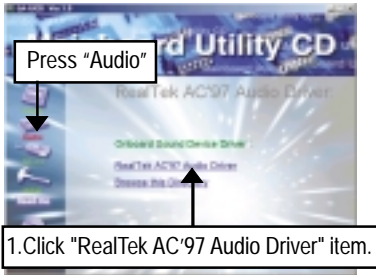 rd Utility CD
Press "Audio"
RealTek AC'97 Audio Driver:
Onboard Sound Device Driver :
RealTek AC'97 Audio Driver
Browse this
1.Click "RealTek AC'97 Audio Driver" item.